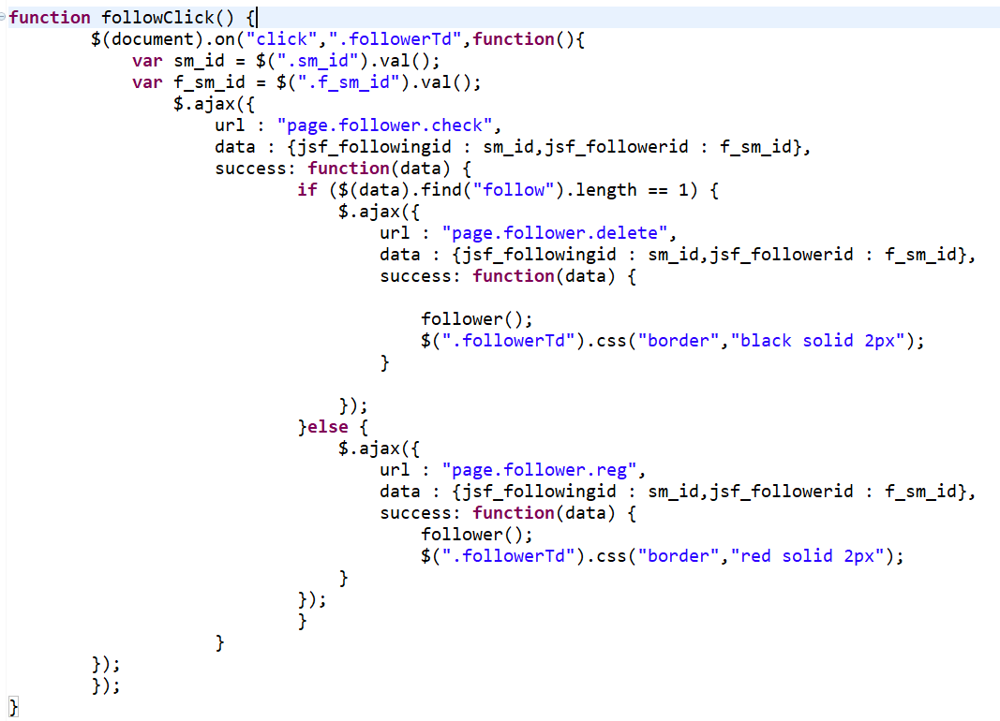 function followClick() {
$(document).on("click",".followerTd",function(){
var sm_id = $(".sm_id").val();
var f_sm_id = $(".f_sm_id").val();
$.ajax({
url : "page.follower.check",
data : {jsf_followingid : sm_id,jsf_followerid : f_sm_id},
success: function(data) {
if ($(data).find("follow").length == 1) {
$.ajax({
url : "page.follower.delete",
data : {jsf_followingid : sm_id,jsf_followerid : f_sm_id},
success: function(data) {
follower();
$(".followerTd").css("border","black solid 2px");
}
});
}else {
$.ajax({
url : "page.follower.reg",
data : {jsf_followingid : sm_id,jsf_followerid : f_sm_id},
success: function(data) {
follower();
$(".followerTd").css("border","red solid 2px");
}
});
}
}
});
});
}